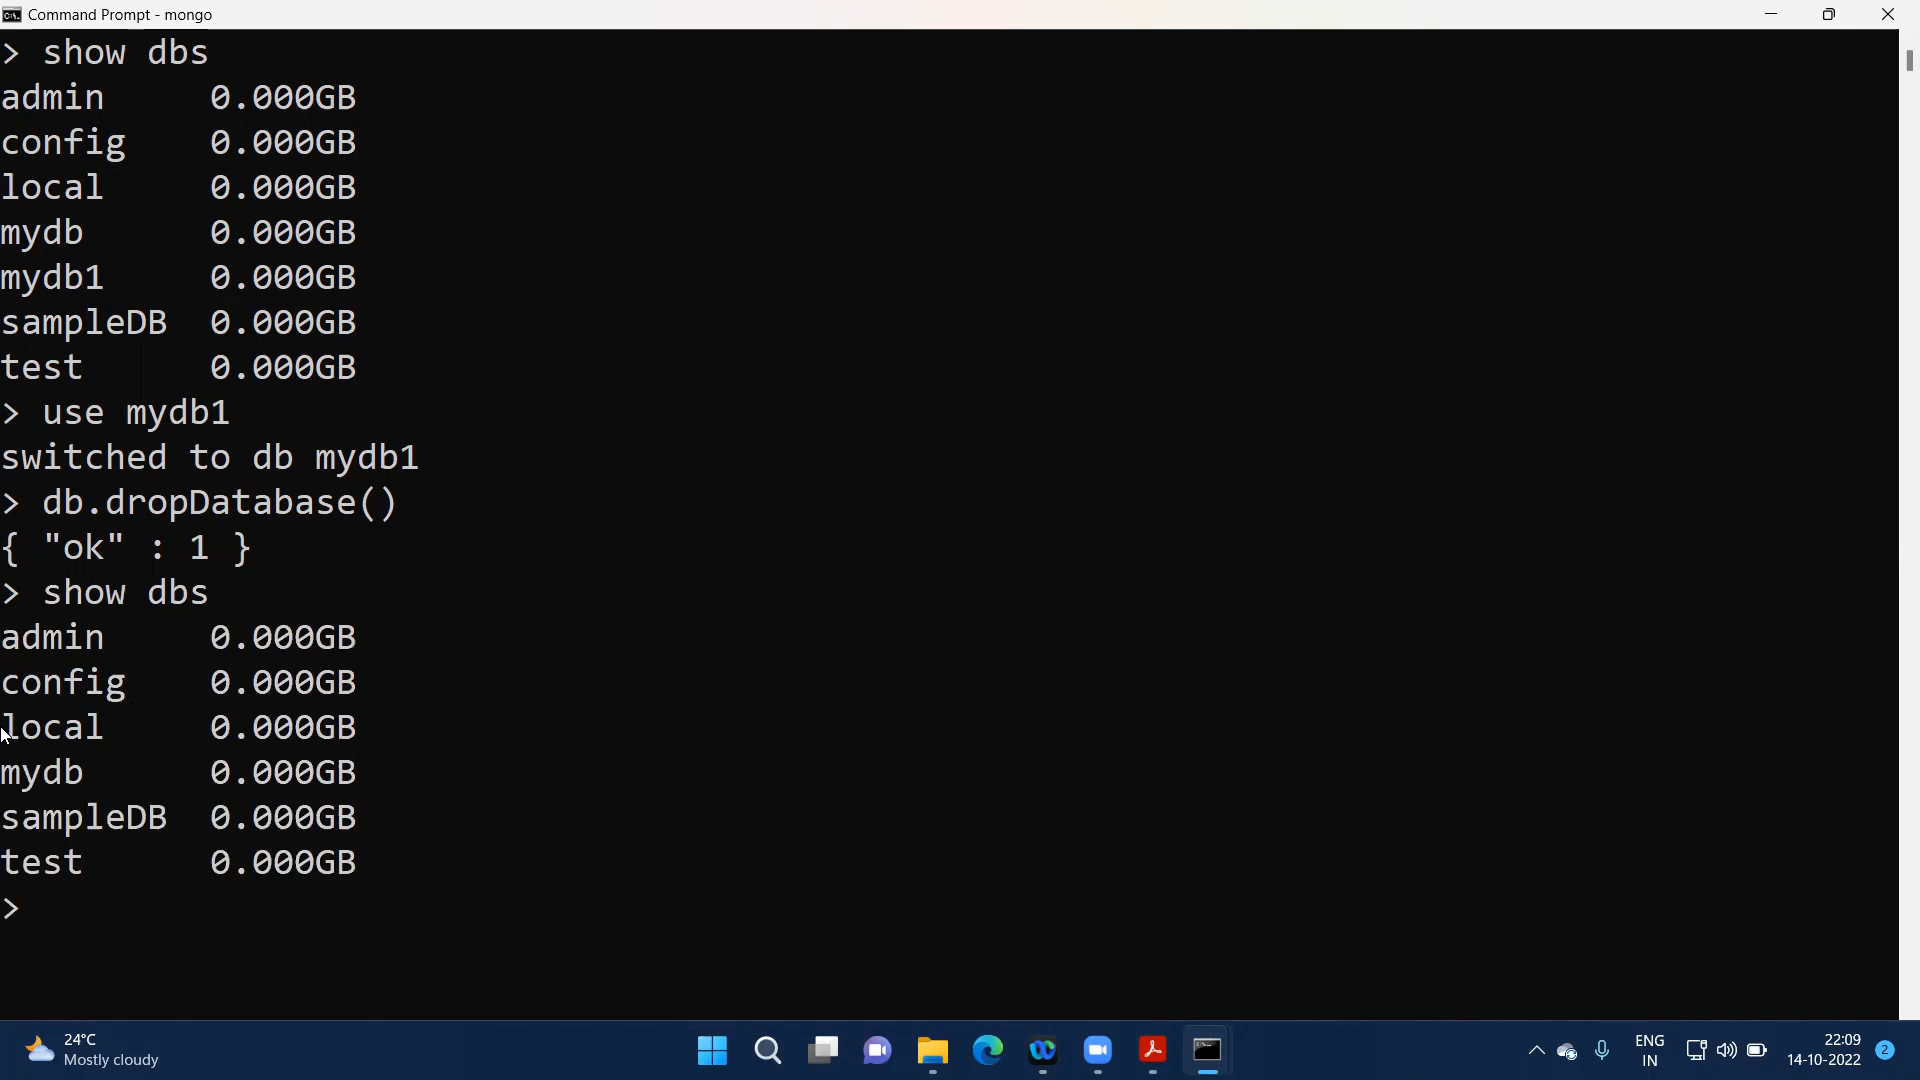 Command Prompt - mongo
> show dbs
admin     0.000GB
config    0.000GB
local     0.000GB
mydb      0.000GB
mydb1     0.000GB
sampleDB  0.000GB
test      0.000GB
> use mydb1
switched to db mydb1
> db.dropDatabase()
{ "ok" : 1 }
> show dbs
admin     0.000GB
config    0.000GB
local     0.000GB
mydb      0.000GB
sampleDB  0.000GB
test      0.000GB
>
24°C
Mostly cloudy
ENG
IN
22:09
14-10-2022
2